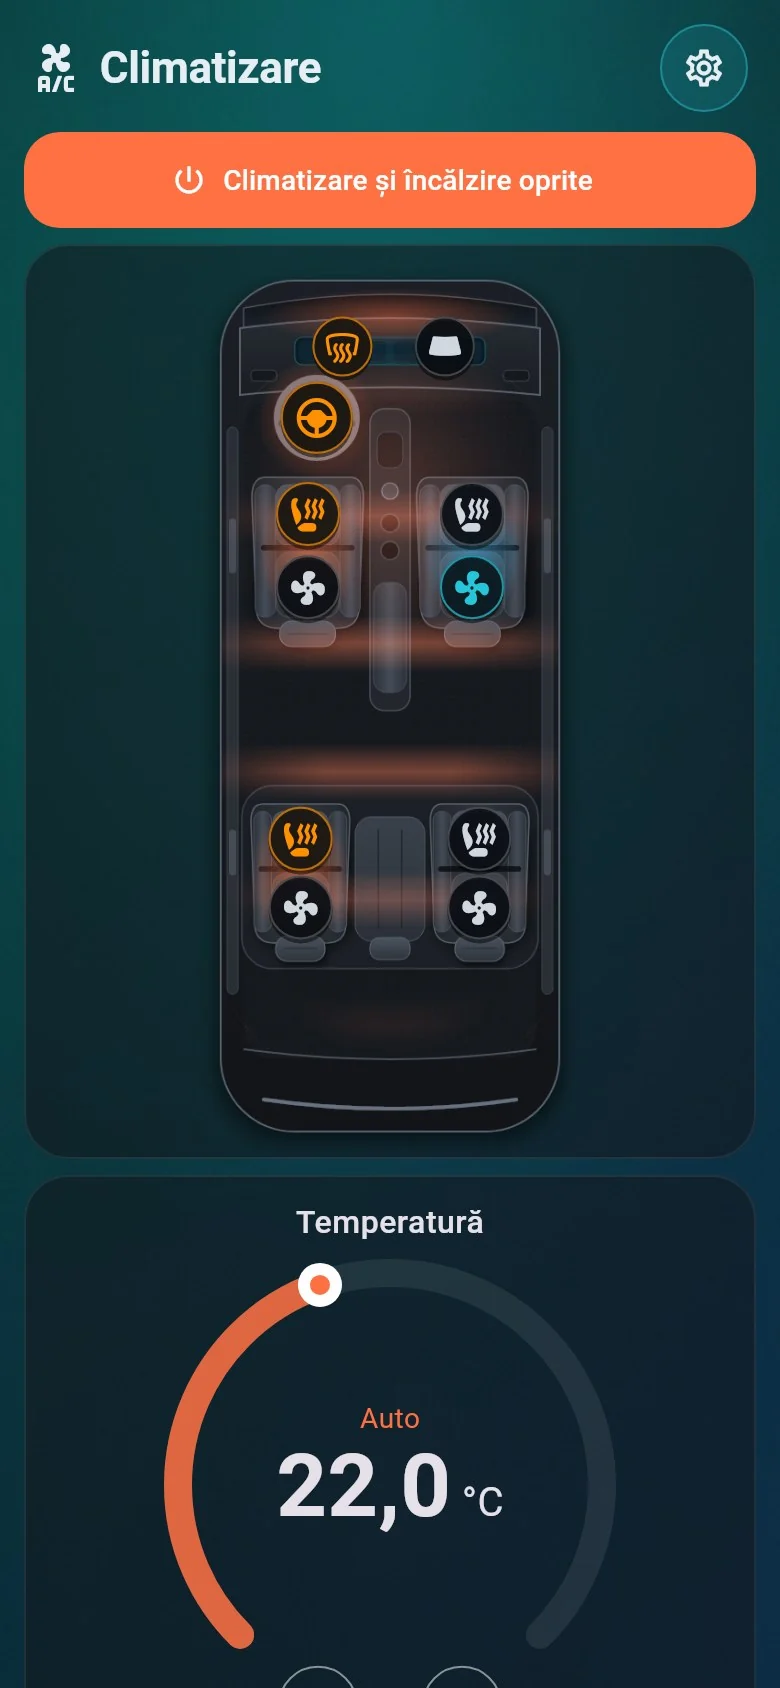 A/C
Climatizare
Climatizare și încălzire oprite
Temperatură
Auto
22,0 °C